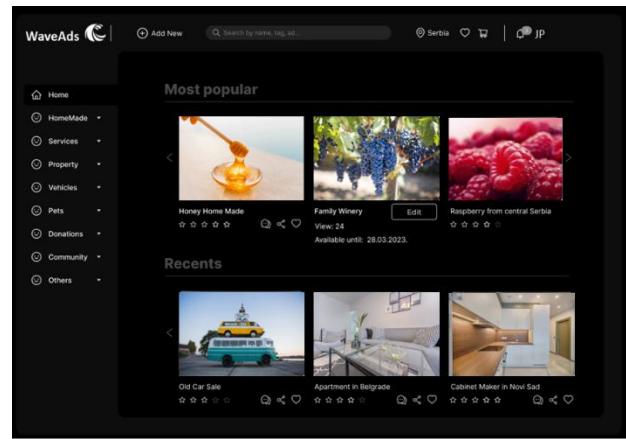 WaveAds
Add New
Search by name, tag, ad...
Serbia
JP
Home
HomeMade
Services
Property
Vehicles
Pets
Donations
Community
Others
Most popular
Honey Home Made
Family Winery
Edit
View: 24
Available until: 28.03.2023.
Raspberry from central Serbia
Recents
Old Car Sale
Apartment in Belgrade
Cabinet Maker in Novi Sad